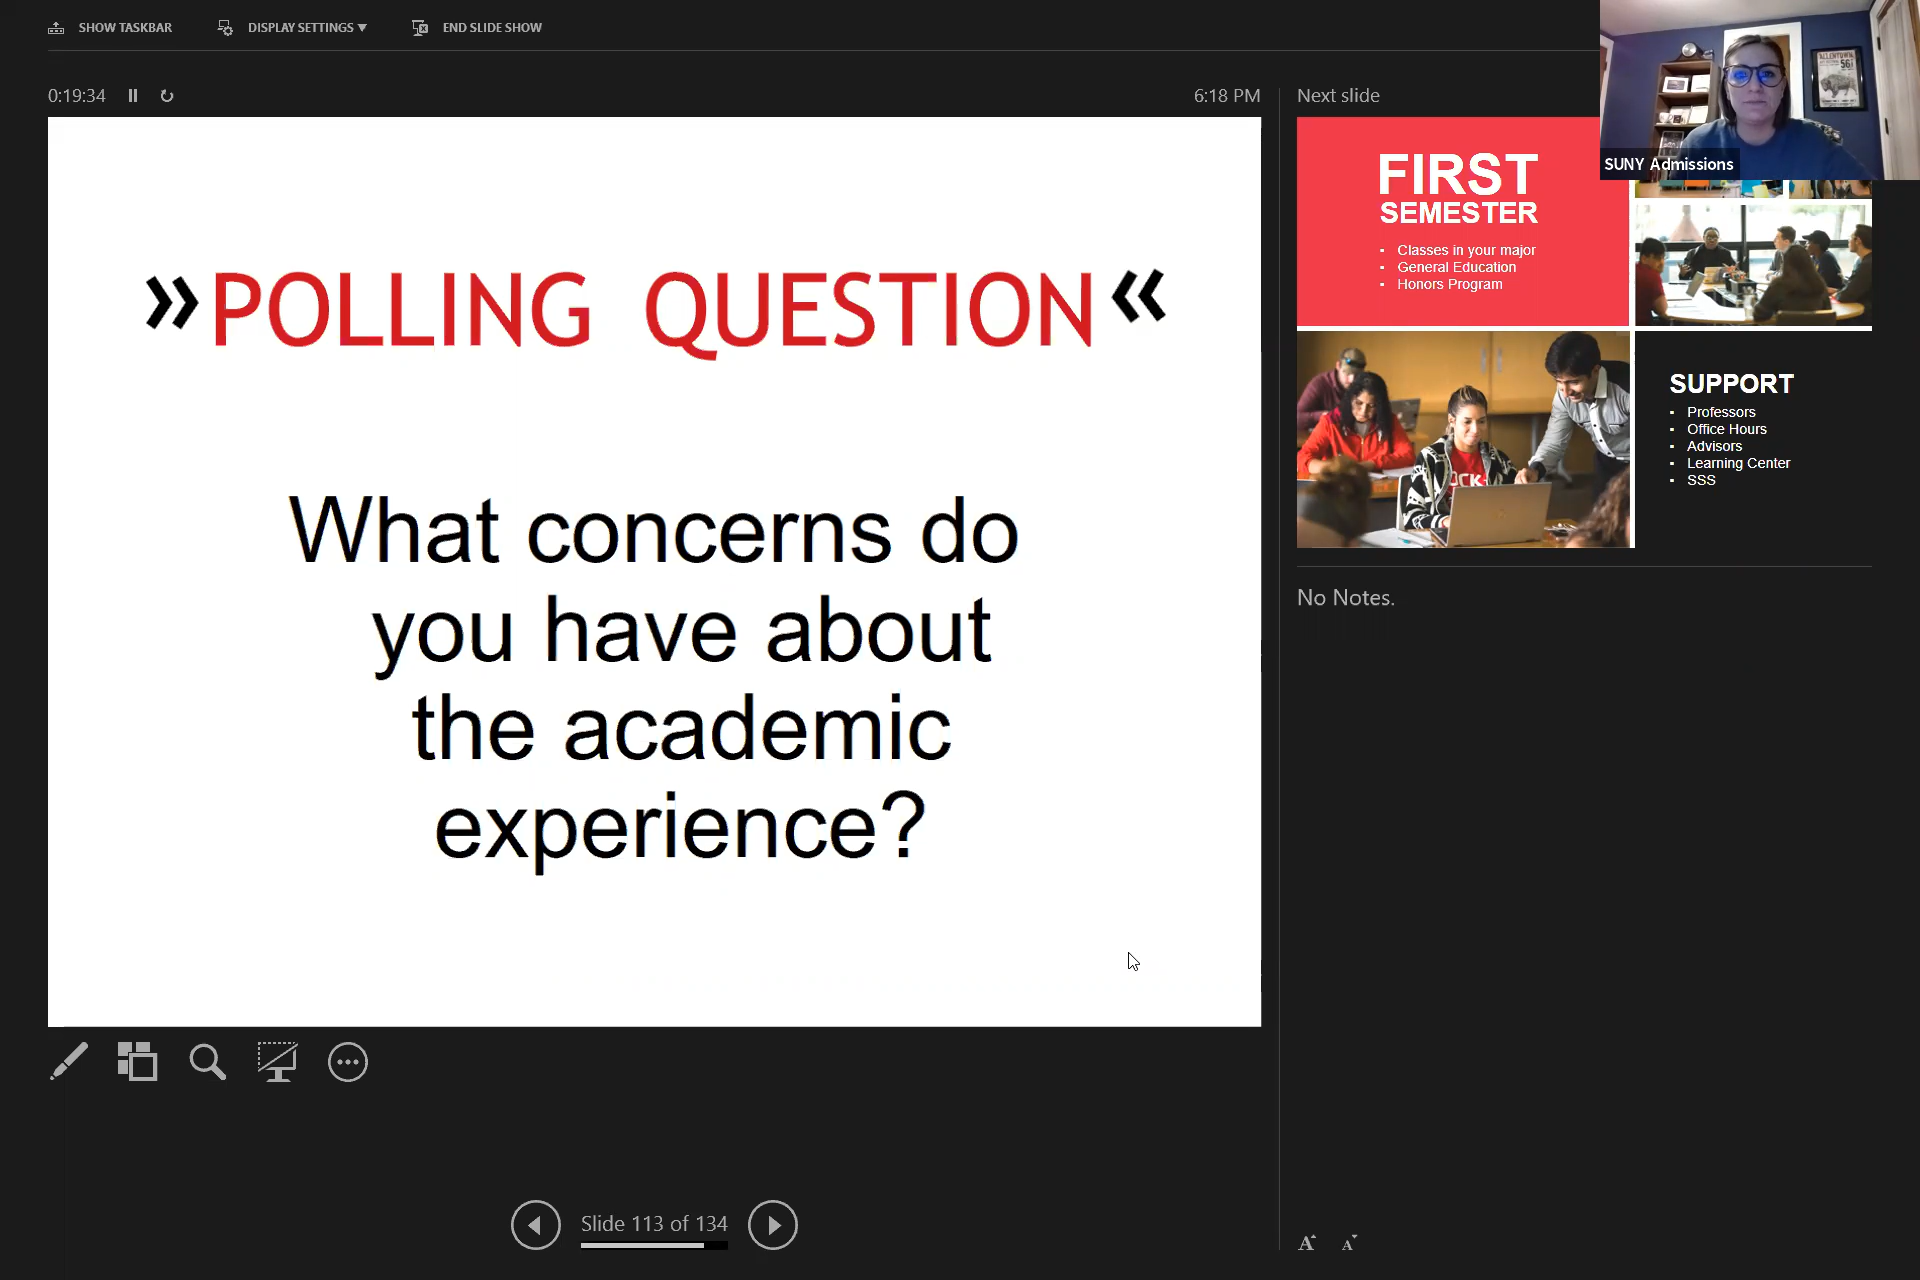 SHOW TASKBAR
DISPLAY SETTINGS ▼
END SLIDE SHOW
0:19:34
6:18 PM
»POLLING QUESTION«
What concerns do
you have about
the academic
experience?
Slide 113 of 134
Next slide
FIRST
SEMESTER
• Classes in your major
• General Education
• Honors Program
SUPPORT
• Professors
• Office Hours
• Advisors
• Learning Center
• SSS
No Notes.
A A
SUNY Admissions